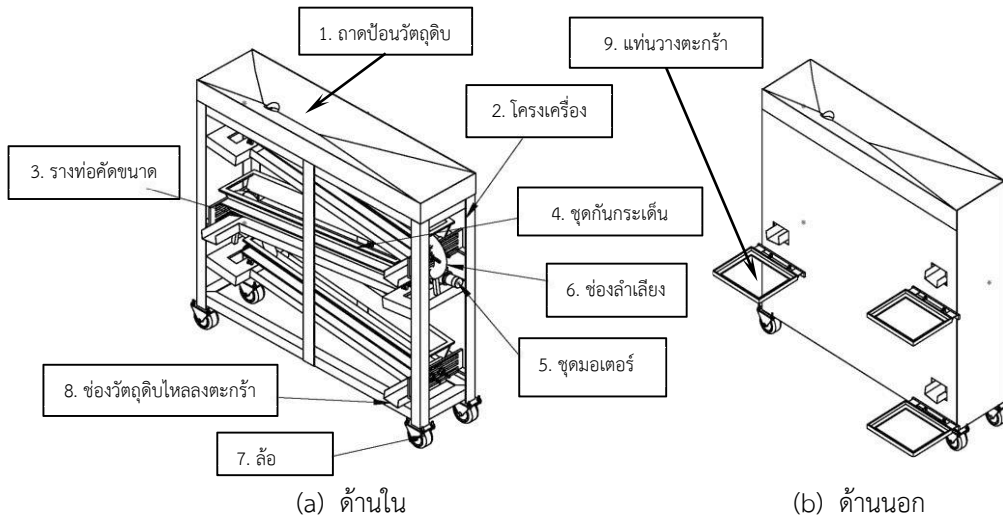 1. ถาดป้อนวัตถุดิบ
9. แท่นวางตะกร้า
2. โครงเครื่อง
3. รางท่อคัดขนาด
4. ชุดกันกระเด็น
6. ช่องลำเลียง
5. ชุดมอเตอร์
8. ช่องวัตถุดิบไหลลงตะกร้า
7. ล้อ
(a) ด้านใน
(b) ด้านนอก